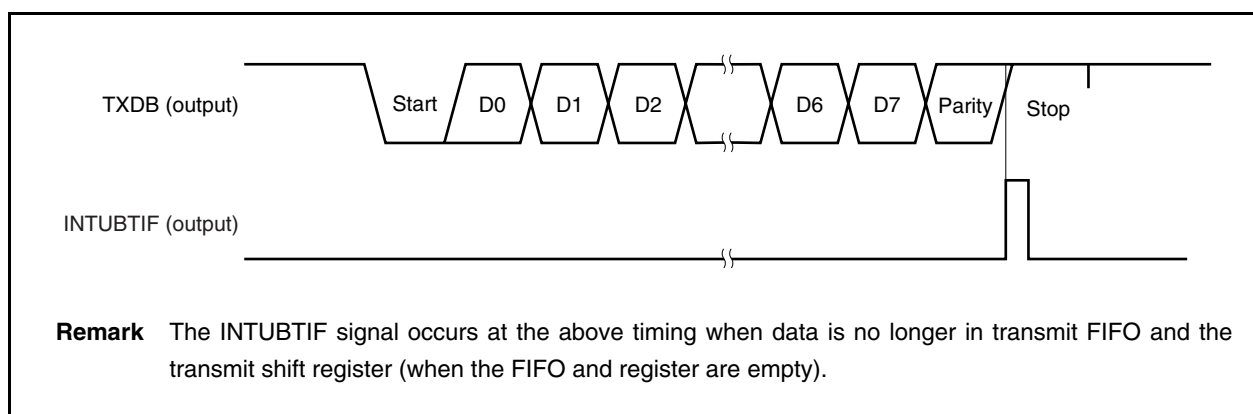 TXDB (output)
Start D0 D1 D2 D6 D7 Parity Stop
INTUBTIF (output)
Remark The INTUBTIF signal occurs at the above timing when data is no longer in transmit FIFO and the
transmit shift register (when the FIFO and register are empty).